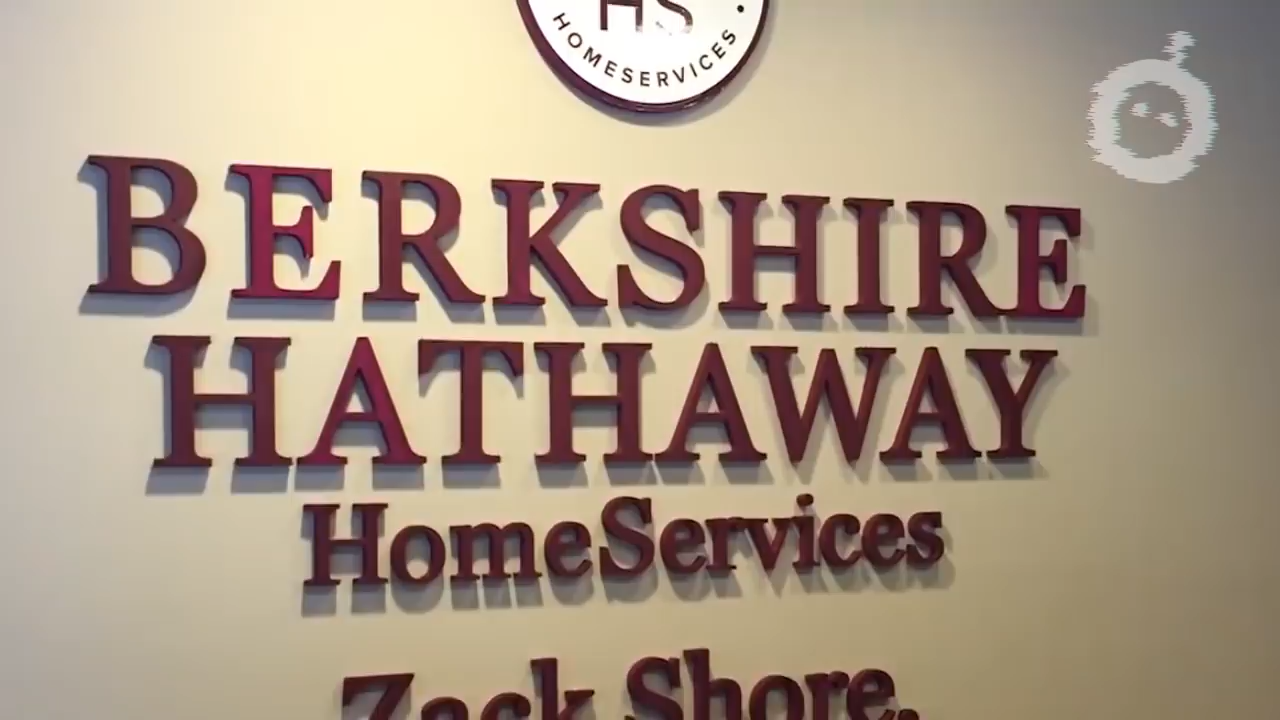 HS
HOMESERVICES
BERKSHIRE
HATHAWAY
HomeServices
Zack Shore,